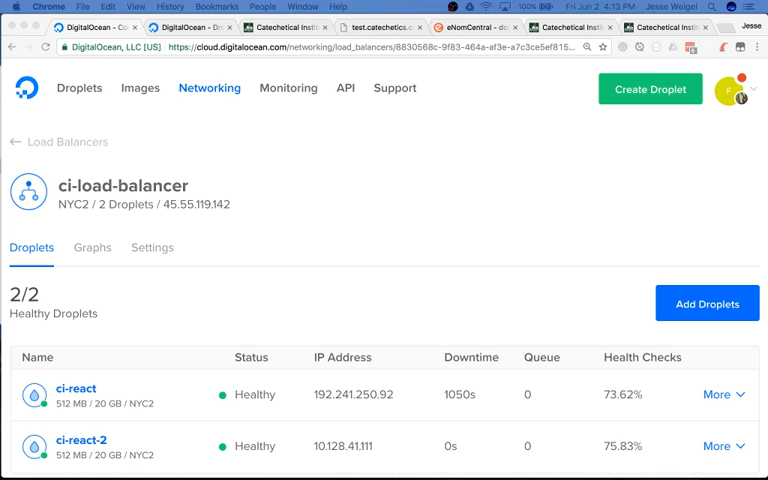 Chrome File Edit View History Bookmarks People Window Help 100% Fri Jun 2 4:13 PM Jesse Weigel
DigitalOcean - Co DigitalOcean - Dro Catechetical Instit test.catechetics.c eNomCentral - do Catechetical Instit Catechetical Instit Jesse
DigitalOcean, LLC [US] https://cloud.digitalocean.com/networking/load_balancers/8830568c-9f83-464a-af3e-a7c3ce5ef815...
Droplets Images Networking Monitoring API Support Create Droplet F
Load Balancers
ci-load-balancer
NYC2 / 2 Droplets / 45.55.119.142
Droplets Graphs Settings
2/2
Healthy Droplets
Add Droplets
Name Status IP Address Downtime Queue Health Checks
ci-react
512 MB / 20 GB / NYC2
Healthy 192.241.250.92 1050s 0 73.62% More
ci-react-2
512 MB / 20 GB / NYC2
Healthy 10.128.41.111 0s 0 75.83% More